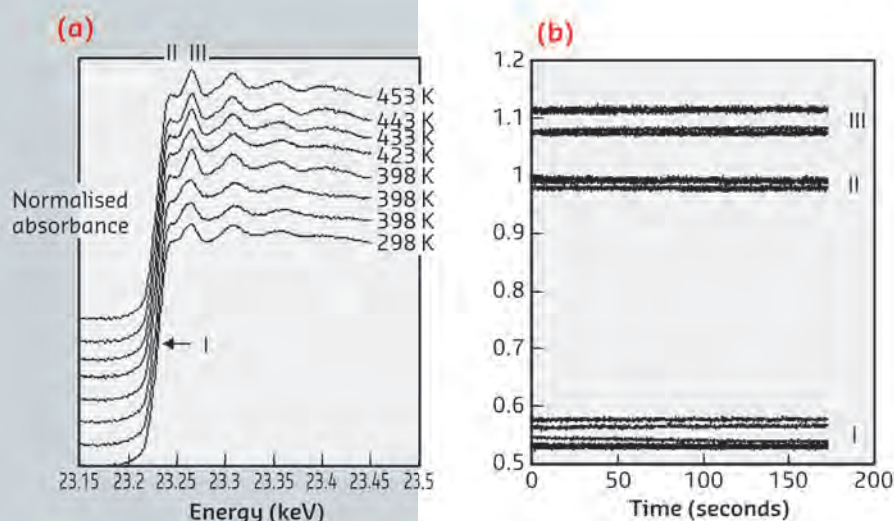 (a)
II III
453 K
443 K
433 K
423 K
398 K
398 K
398 K
298 K
Normalised
absorbance
I
23.15 23.2 23.25 23.3 23.35 23.4 23.45 23.5
Energy (keV)
(b)
1.2
1.1
1
0.9
0.8
0.7
0.6
0.5
III
II
I
0 50 100 150 200
Time (seconds)